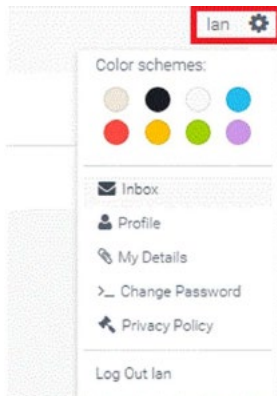 Ian
Color schemes:
Inbox
Profile
My Details
Change Password
Privacy Policy
Log Out Ian